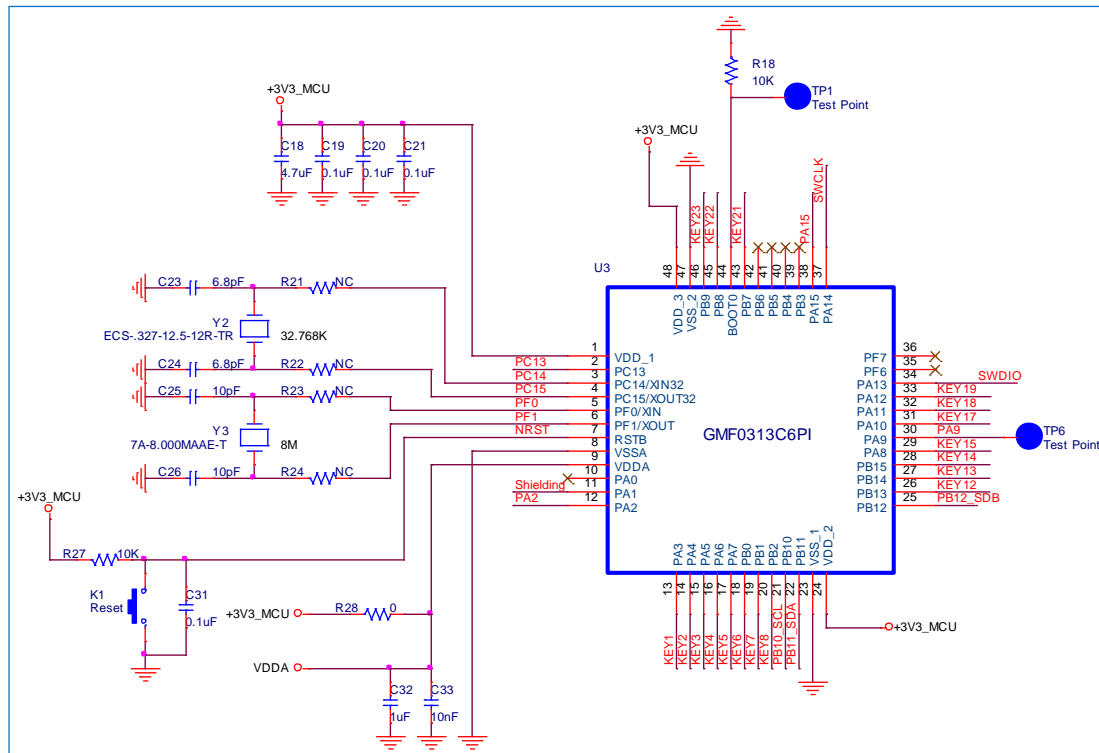 R18
10K
TP1
Test Point
+3V3_MCU
+3V3_MCU
C18
C19
C20
C21
4.7uF
0.1uF
0.1uF
0.1uF
KEY23
KEY22
KEY21
PA15
SWCLK
U3
48
47
46
45
44
43
42
41
40
39
38
37
VDD_3
VSS_2
PB9
PB8
BOOT0
PB7
PB6
PB5
PB4
PB3
PA15
PA14
C23
6.8pF
R21
NC
Y2
ECS-.327-12.5-12R-TR
32.768K
C24
6.8pF
R22
NC
C25
10pF
R23
NC
Y3
7A-8.000MAAE-T
8M
C26
10pF
R24
NC
1
VDD_1
PC13
2
PC13
PC14
3
PC14/XIN32
PC15
4
PC15/XOUT32
PF0
5
PF0/XIN
PF1
6
PF1/XOUT
NRST
7
RSTB
8
VSSA
9
VDDA
10
PA0
Shielding
11
PA1
PA2
12
PA2
GMF0313C6PI
PF7
36
PF6
35
PA13
34
SWDIO
PA12
33
KEY19
PA11
32
KEY18
PA10
31
KEY17
PA9
30
PA9
TP6
Test Point
PA8
29
KEY15
PB15
28
KEY14
PB14
27
KEY13
PB13
26
KEY12
PB12
25
PB12_SDB
PA3
PA4
PA5
PA6
PA7
PB0
PB1
PB2
PB10
PB11
VSS_1
VDD_2
13
14
15
16
17
18
19
20
21
22
23
24
KEY1
KEY2
KEY3
KEY4
KEY5
KEY6
KEY7
KEY8
PB10_SCL
PB11_SDA
+3V3_MCU
+3V3_MCU
R27
10K
K1
Reset
C31
0.1uF
+3V3_MCU
R28
0
VDDA
C32
1uF
C33
10nF